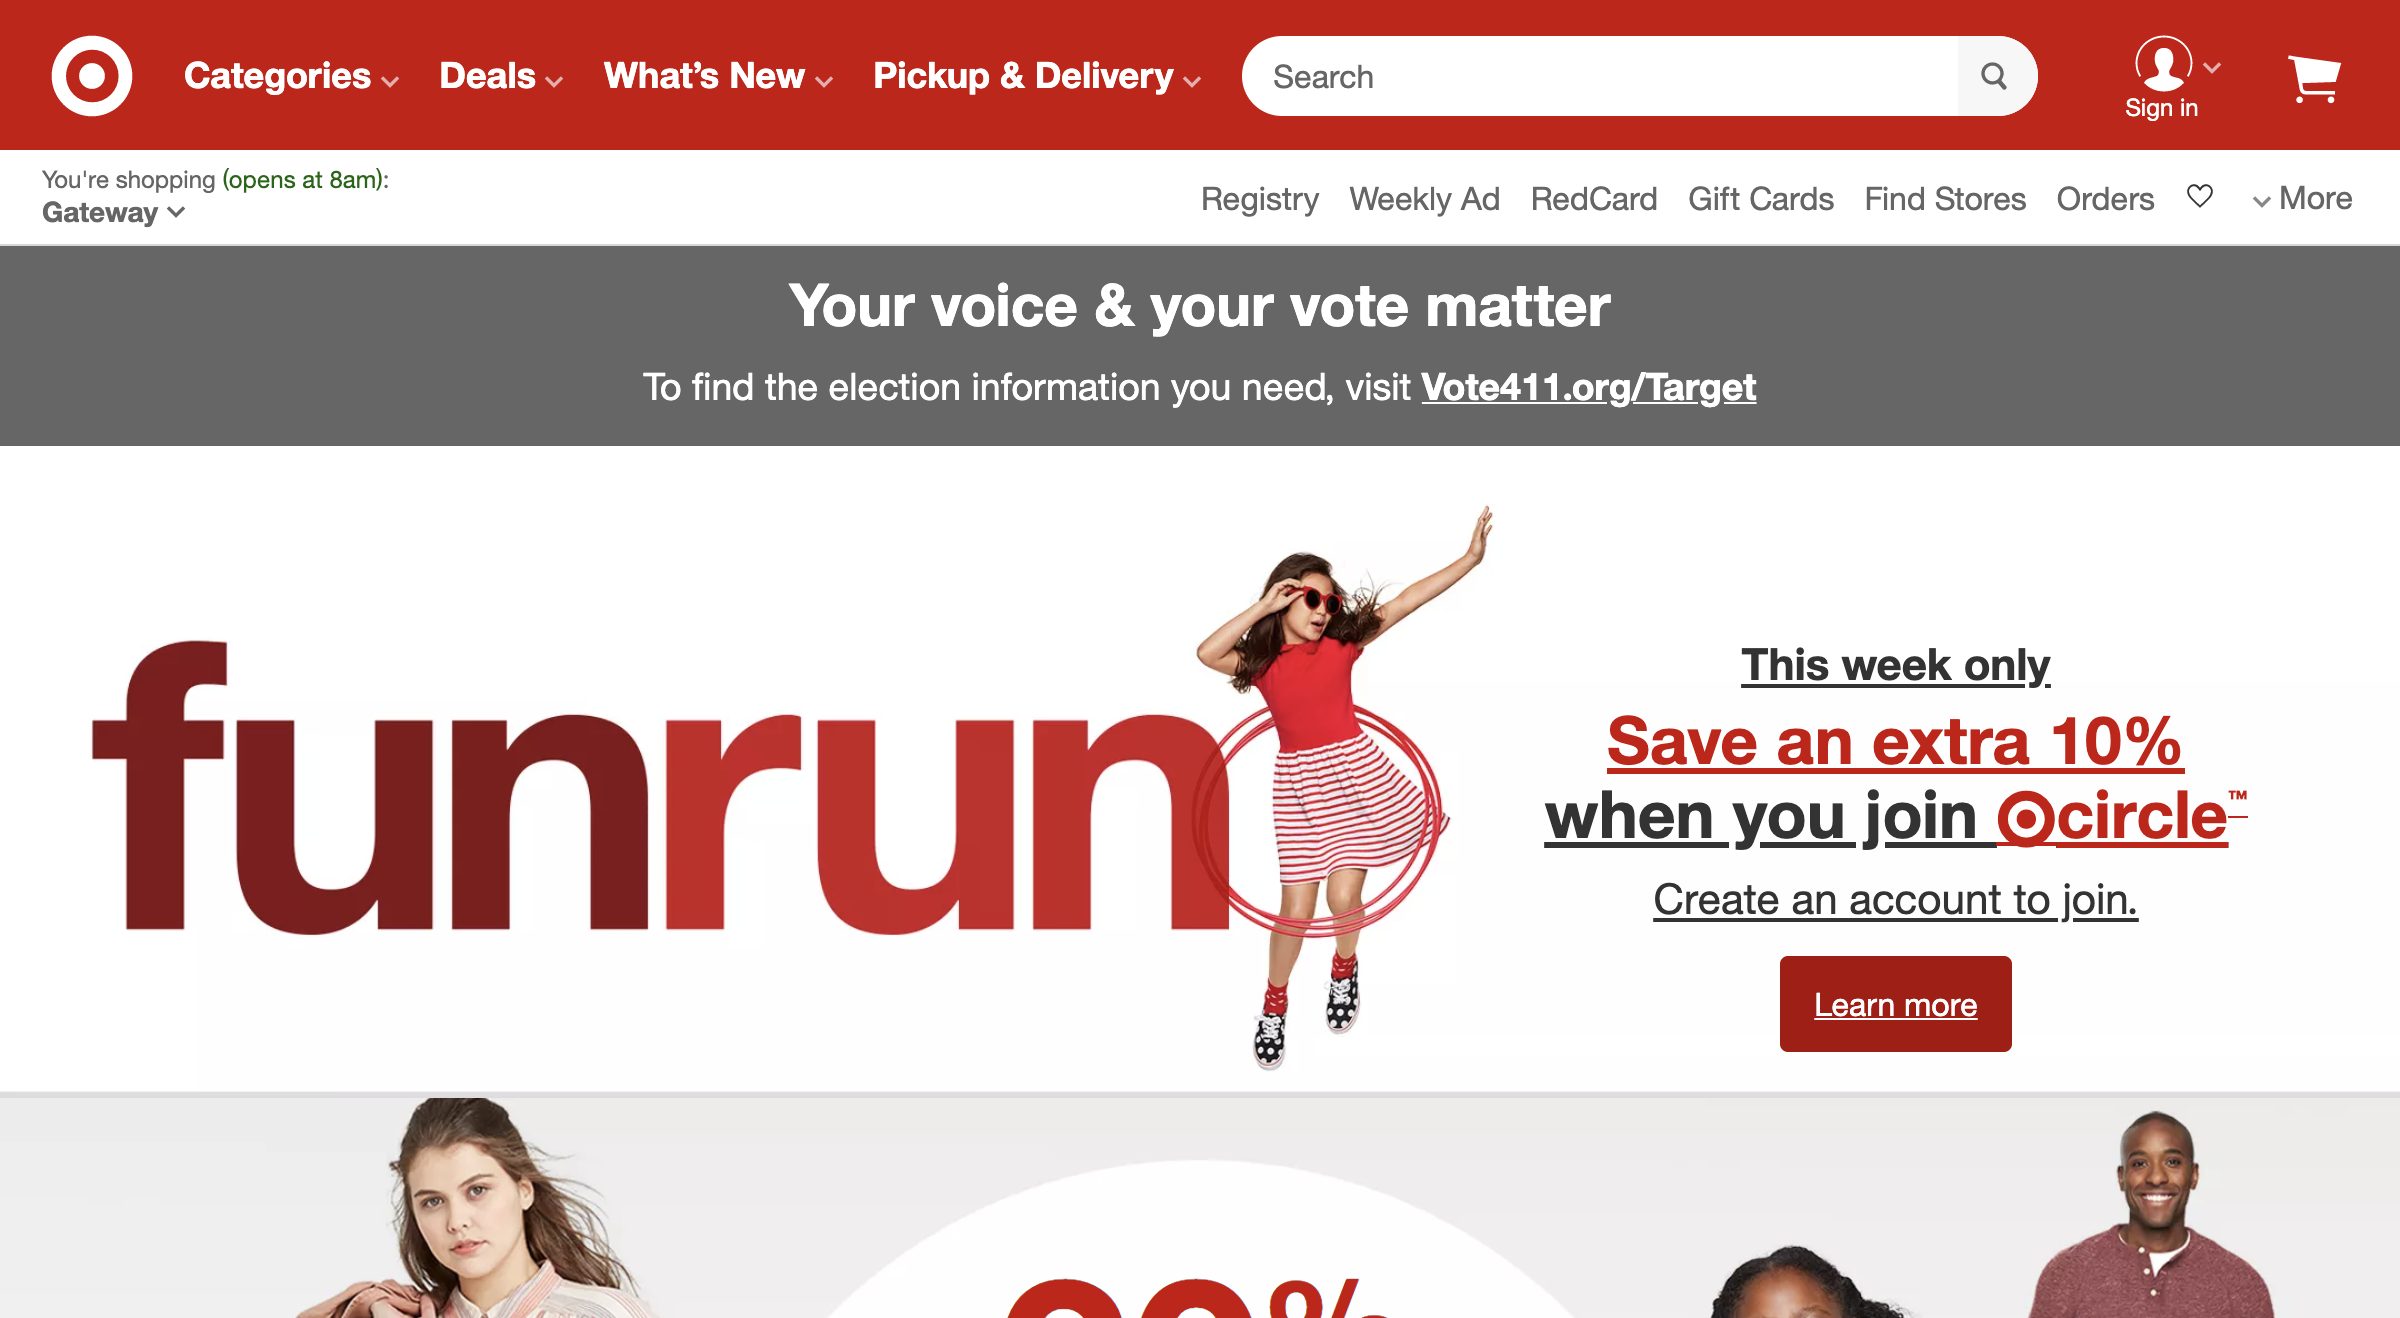 Categories
Deals
What's New
Pickup & Delivery
Search
Sign in
You're shopping (opens at 8am):
Gateway
Registry
Weekly Ad
RedCard
Gift Cards
Find Stores
Orders
More
Your voice & your vote matter
To find the election information you need, visit Vote411.org/Target
funrun
This week only
Save an extra 10%
when you join circle™
Create an account to join.
Learn more